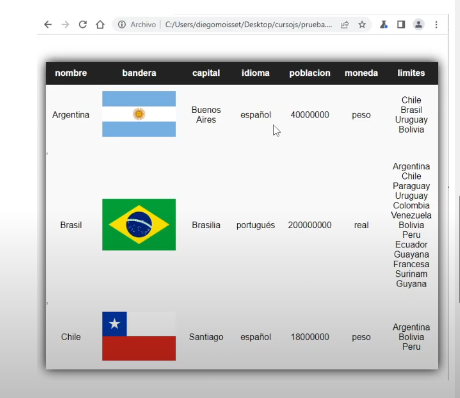 Archivo | C:/Users/diegomoisset/Desktop/cursojs/prueba....
nombre bandera capital idioma poblacion moneda limites
Argentina Buenos Aires español 40000000 peso Chile
Brasil
Uruguay
Bolivia
Brasil Brasilia portugués 200000000 real Argentina
Chile
Paraguay
Uruguay
Colombia
Venezuela
Bolivia
Peru
Ecuador
Guayana
Francesa
Surinam
Guyana
Chile Santiago español 18000000 peso Argentina
Bolivia
Peru